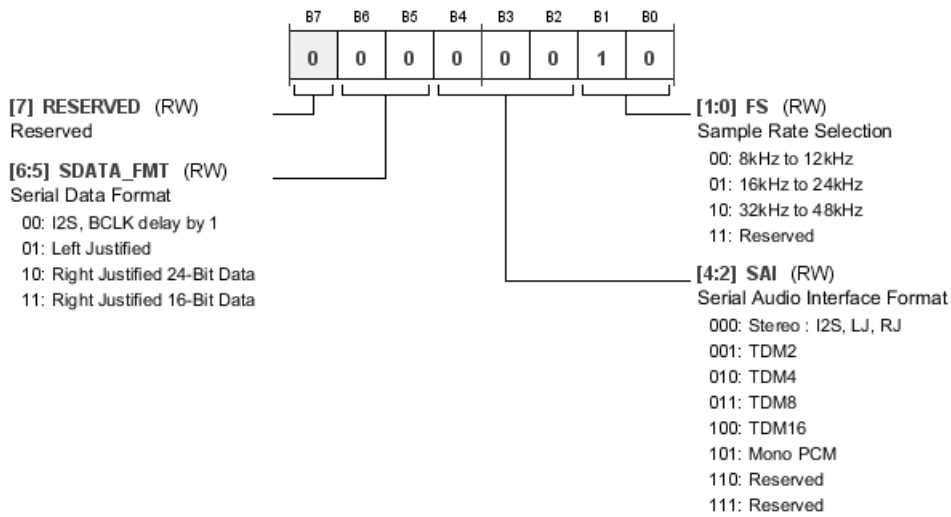 B7 B6 B5 B4 B3 B2 B1 B0
0 0 0 0 0 0 1 0
[7] RESERVED (RW)
Reserved
[6:5] SDATA_FMT (RW)
Serial Data Format
00: I2S, BCLK delay by 1
01: Left Justified
10: Right Justified 24-Bit Data
11: Right Justified 16-Bit Data
[1:0] FS (RW)
Sample Rate Selection
00: 8kHz to 12kHz
01: 16kHz to 24kHz
10: 32kHz to 48kHz
11: Reserved
[4:2] SAI (RW)
Serial Audio Interface Format
000: Stereo : I2S, LJ, RJ
001: TDM2
010: TDM4
011: TDM8
100: TDM16
101: Mono PCM
110: Reserved
111: Reserved